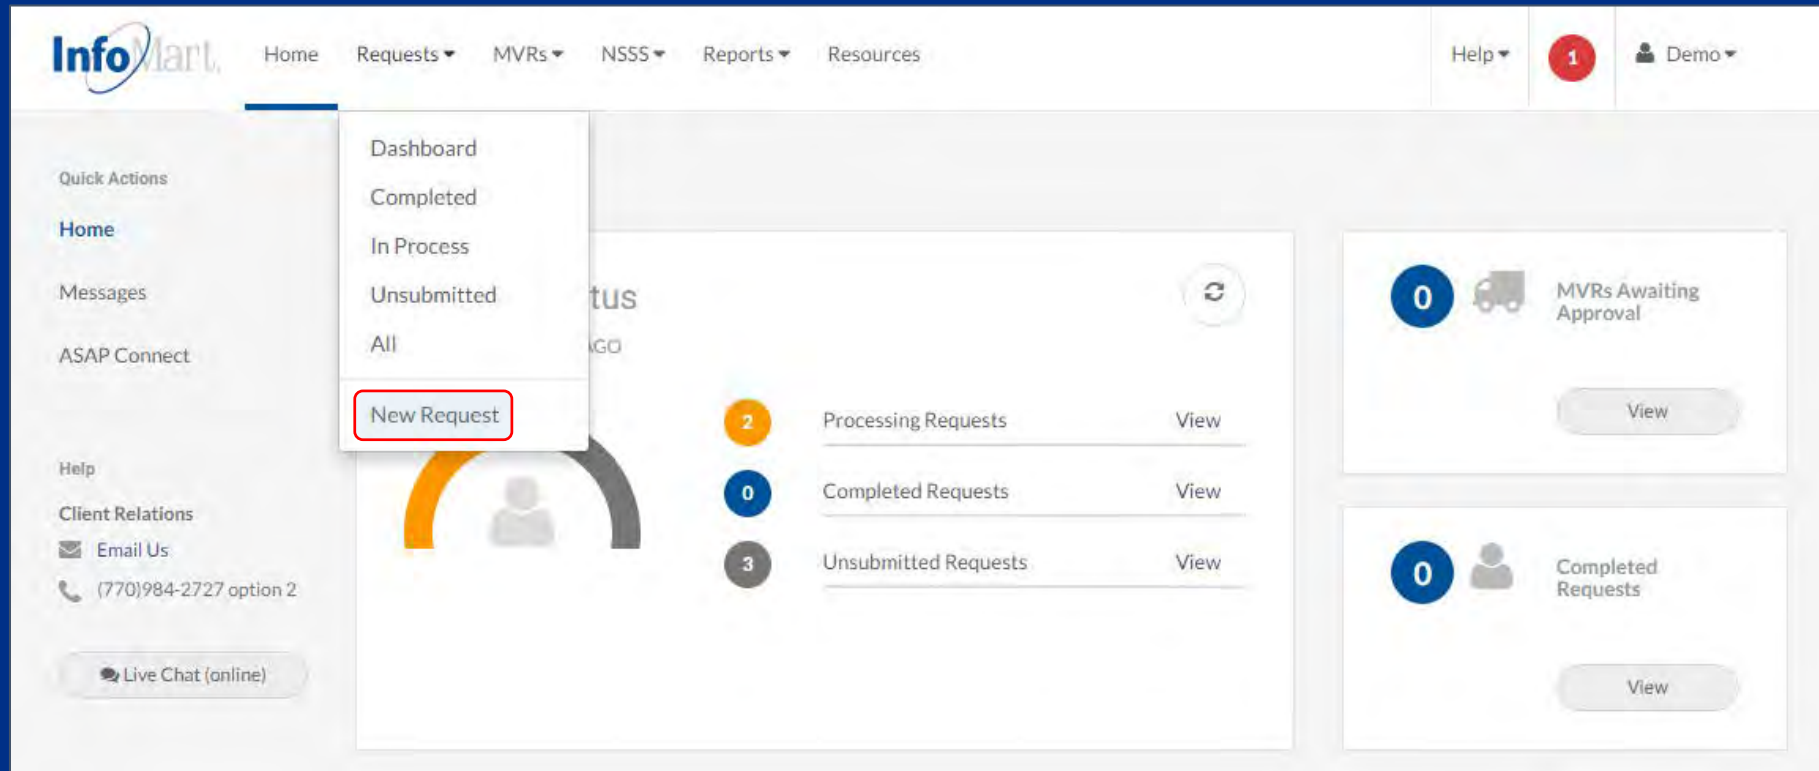 InfoMart. Home Requests MVRs NSSS Reports Resources Help 1 Demo
Dashboard
Completed
In Process
Unsubmitted
All
New Request
Quick Actions
Home
Messages
ASAP Connect
Help
Client Relations
Email Us
(770)984-2727 option 2
Live Chat (online)
tus
AGO
2 Processing Requests View
0 Completed Requests View
3 Unsubmitted Requests View
0 MVRs Awaiting
Approval
View
0 Completed
Requests
View